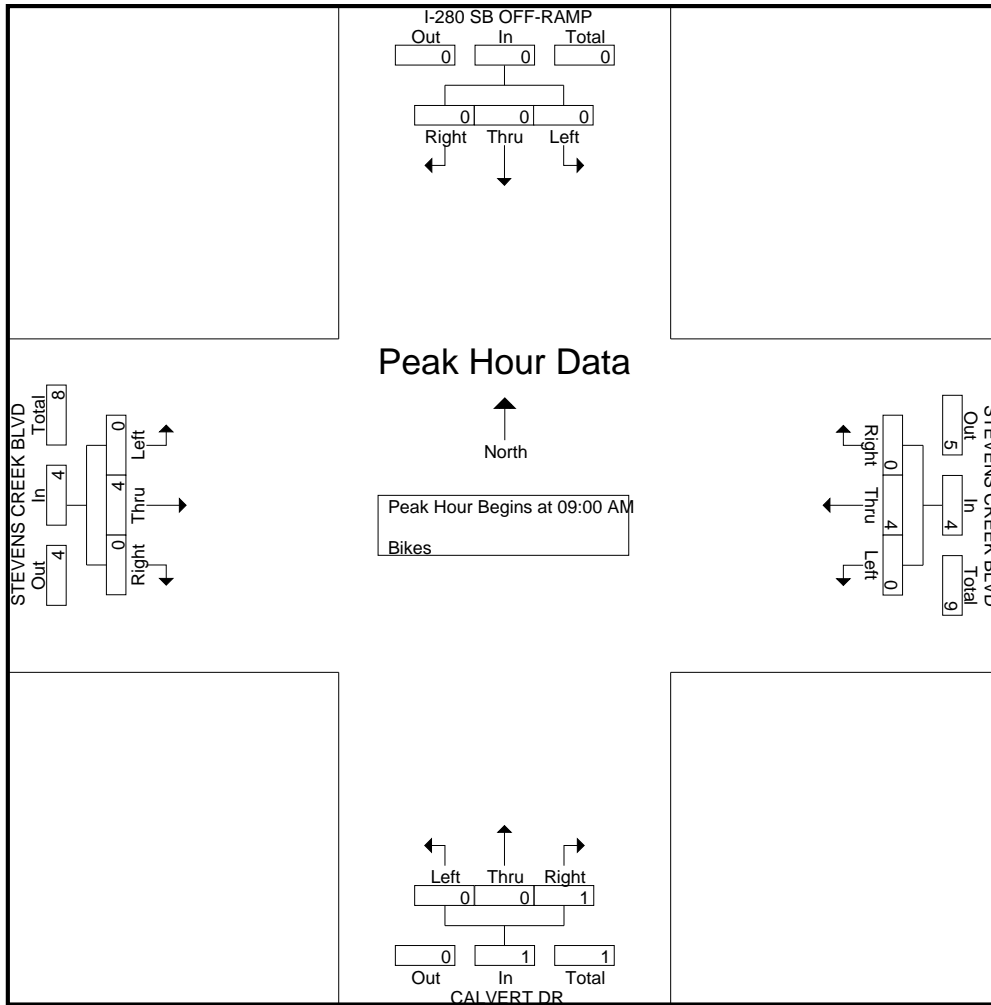 I-280 SB OFF-RAMP
Out In Total
0 0 0
0 0 0
Right Thru Left
Peak Hour Data
North
Peak Hour Begins at 09:00 AM
Bikes
STEVENS CREEK BLVD
Out In Total
4 4 8
Right Thru Left
0 4 0
STEVENS CREEK BLVD
Out In Total
5 4 9
Right Thru Left
0 4 0
Left Thru Right
0 0 1
0 1 1
Out In Total
CALVERT DR